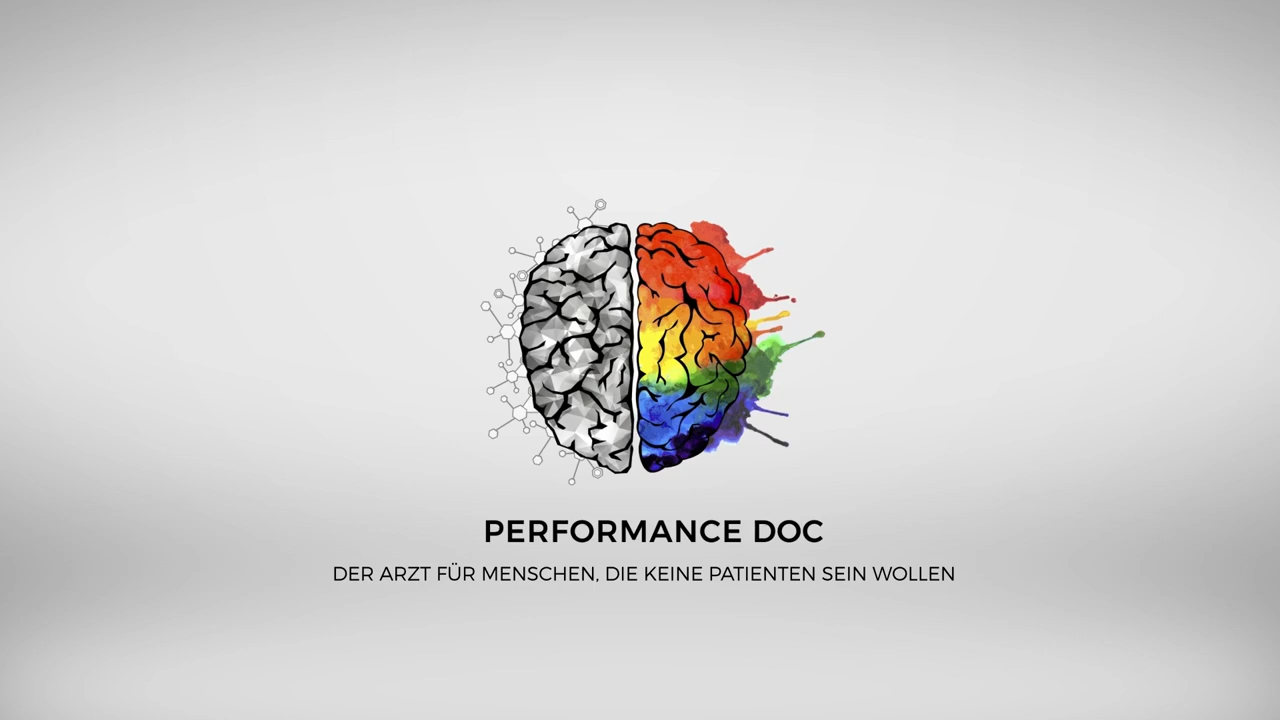 PERFORMANCE DOC
DER ARZT FÜR MENSCHEN, DIE KEINE PATIENTEN SEIN WOLLEN